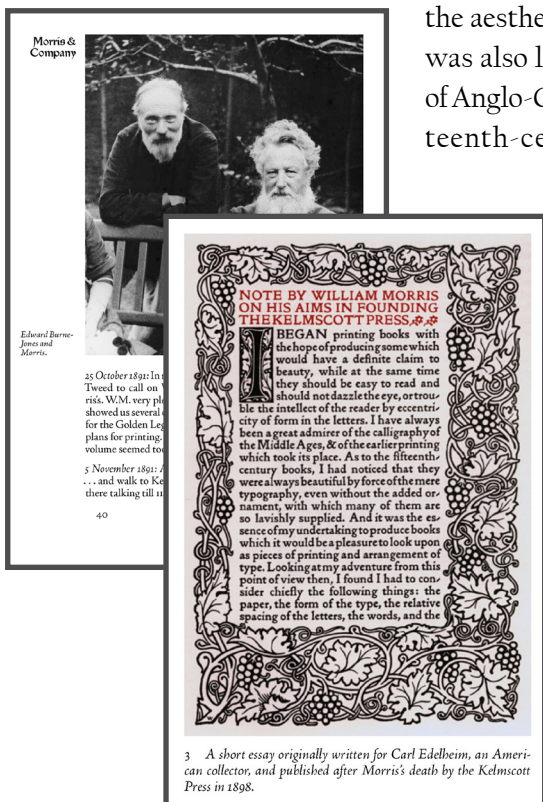 the aesthe
was also l
of Anglo-C
teenth-ce
Morris &
Company
Edward Burne-
Jones and
Morris.
25 October 1891: In
Tweed to call on
ris's. W.M. very ple
showed us several
for the Golden Leg
plans for printing.
volume seemed too
5 November 1891: A
. . . and walk to Ke
there talking till 11
40
NOTE BY WILLIAM MORRIS
ON HIS AIMS IN FOUNDING
THE KELMSCOTT PRESS
I BEGAN printing books with
the hope of producing some which
would have a definite claim to
beauty, while at the same time
they should be easy to read and
should not dazzle the eye, or trou-
ble the intellect of the reader by eccentri-
city of form in the letters. I have always
been a great admirer of the calligraphy of
the Middle Ages, & of the earlier printing
which took its place. As to the fifteenth-
century books, I had noticed that they
were always beautiful by force of the mere
typography, even without the added or-
nament, with which many of them are
so lavishly supplied. And it was the es-
sence of my undertaking to produce books
which it would be a pleasure to look upon
as pieces of printing and arrangement of
type. Looking at my adventure from this
point of view then, I found I had to con-
sider chiefly the following things: the
paper, the form of the type, the relative
spacing of the letters, the words, and the
3 A short essay originally written for Carl Edelheim, an Ameri-
can collector, and published after Morris's death by the Kelmscott
Press in 1898.